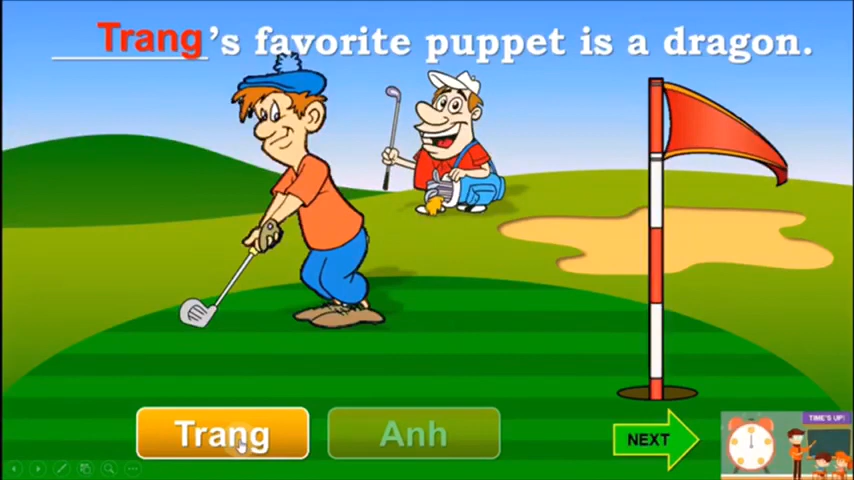 Trang's favorite puppet is a dragon.
Trang
Anh
NEXT
TIME'S UP!